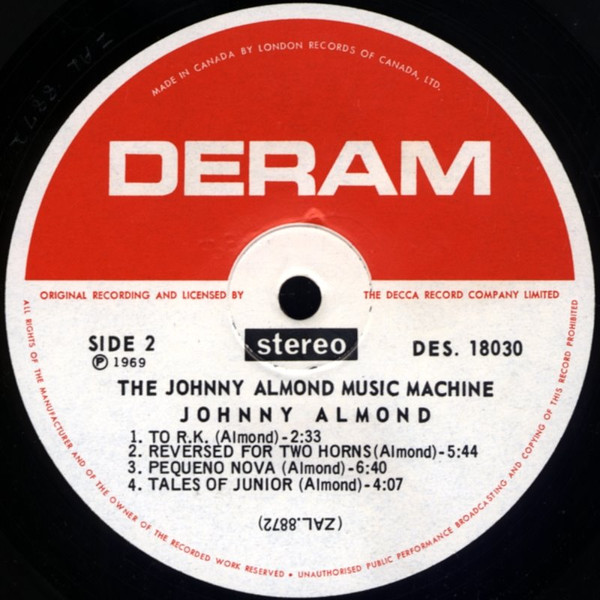 MADE IN CANADA BY LONDON RECORDS OF CANADA, LTD.
DERAM
ORIGINAL RECORDING AND LICENSED BY THE DECCA RECORD COMPANY LIMITED
SIDE 2
Ⓟ 1969
stereo
DES. 18030
THE JOHNNY ALMOND MUSIC MACHINE
JOHNNY ALMOND
1. TO R.K. (Almond)-2:33
2. REVERSED FOR TWO HORNS (Almond)-5:44
3. PEQUENO NOVA (Almond)-6:40
4. TALES OF JUNIOR (Almond)-4:07
(ZAL.8872)
ALL RIGHTS OF THE MANUFACTURER AND OF THE OWNER OF THE RECORDED WORK RESERVED • UNAUTHORISED PUBLIC PERFORMANCE BROADCASTING AND COPYING OF THIS RECORD PROHIBITED